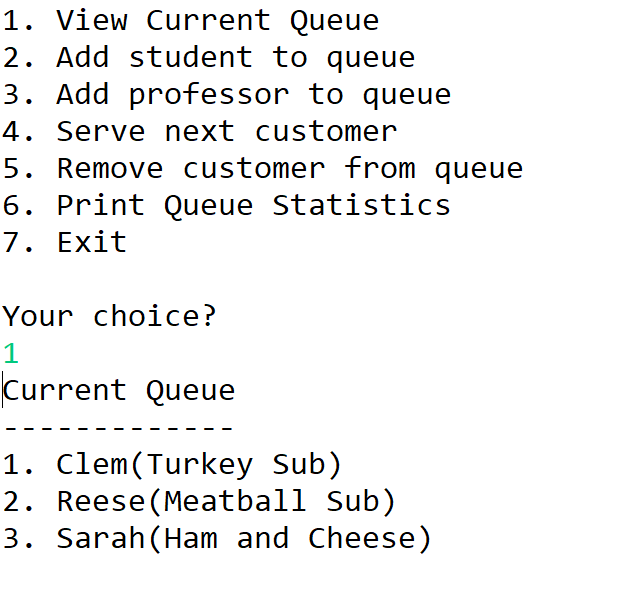 1. View Current Queue
2. Add student to queue
3. Add professor to queue
4. Serve next customer
5. Remove customer from queue
6. Print Queue Statistics
7. Exit
Your choice?
1
Current Queue
-------------
1. Clem(Turkey Sub)
2. Reese(Meatball Sub)
3. Sarah(Ham and Cheese)